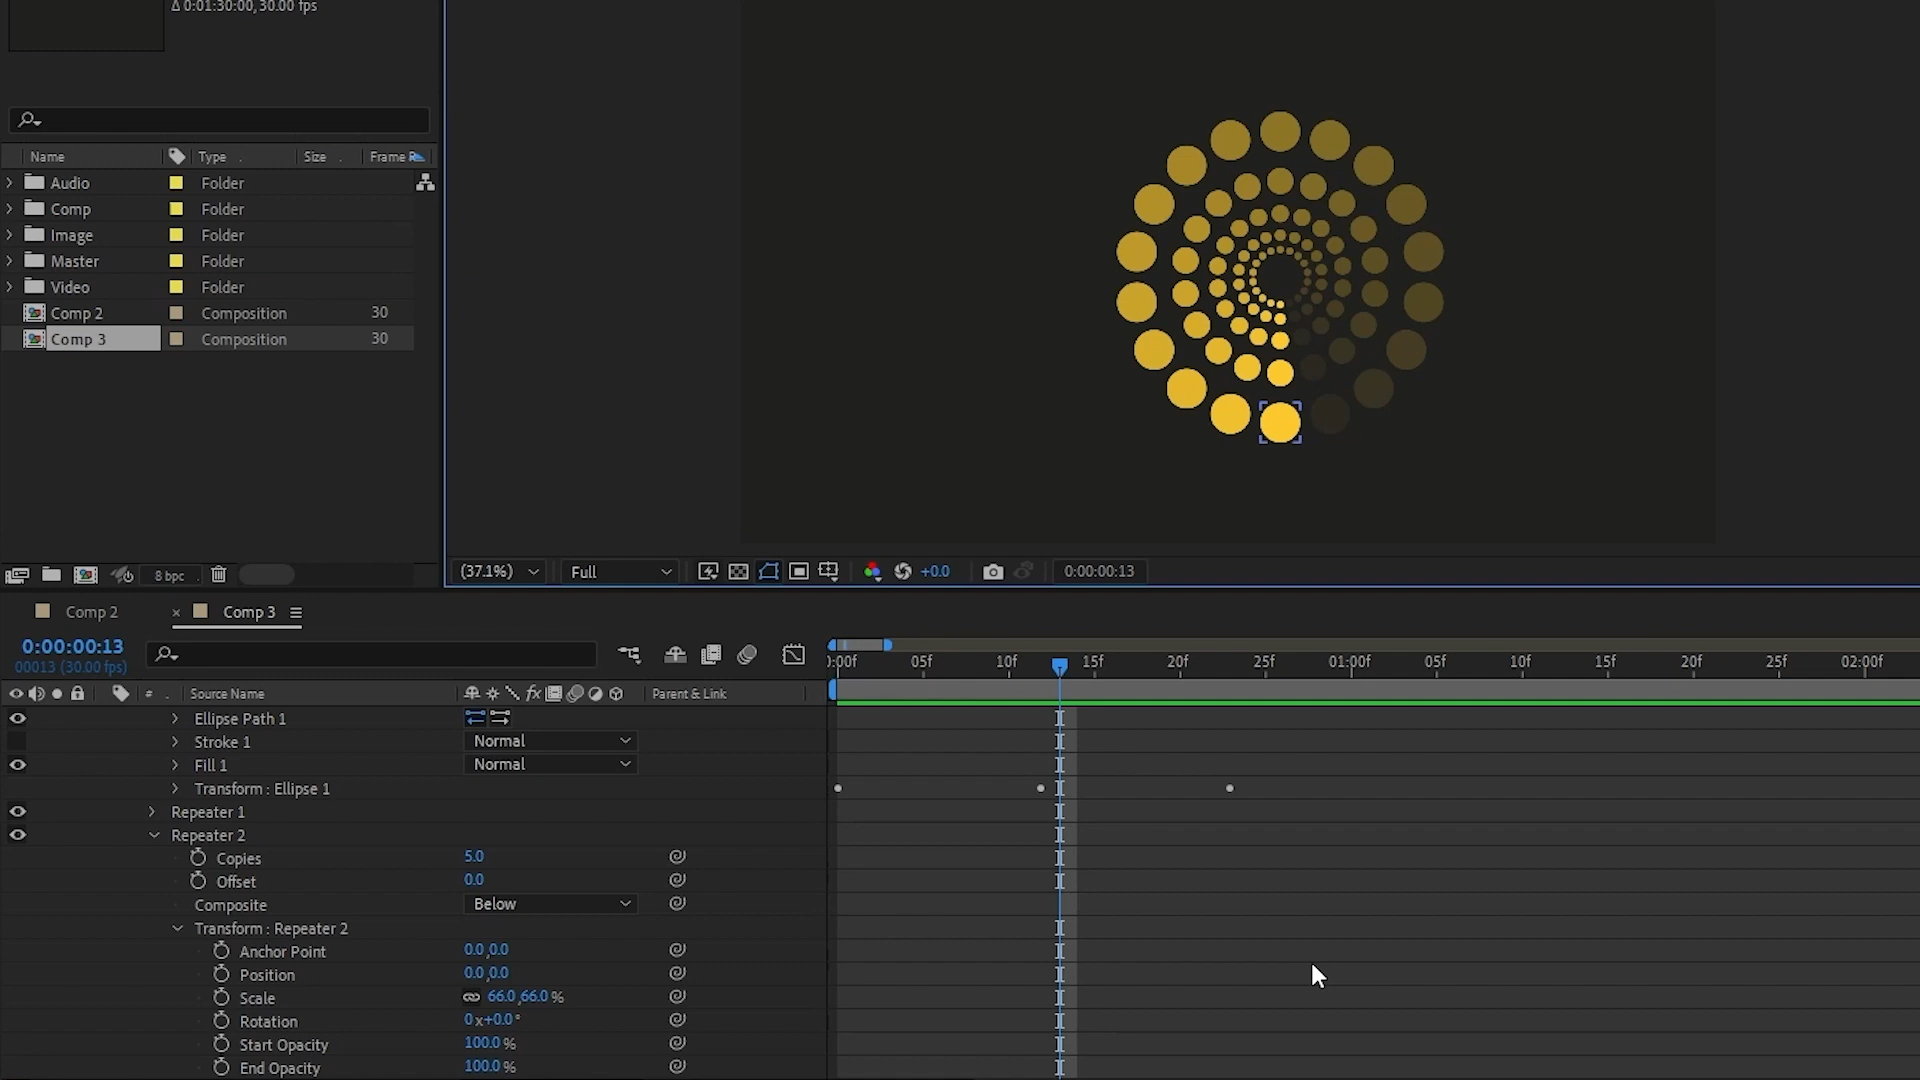 Δ 0:01:30:00, 30.00 fps
Name Type Size Frame R
Audio Folder
Comp Folder
Image Folder
Master Folder
Video Folder
Comp 2 Composition 30
Comp 3 Composition 30
8 bpc
(37.1%) Full +0.0 0:00:00:13
Comp 2 × Comp 3
0:00:00:13
00013 (30.00 fps)
0:00f 05f 10f 15f 20f 25f 01:00f 05f 10f 15f 20f 25f 02:00f
# Source Name fx Parent & Link
Ellipse Path 1
Stroke 1 Normal
Fill 1 Normal
Transform : Ellipse 1
Repeater 1
Repeater 2
Copies 5.0
Offset 0.0
Composite Below
Transform : Repeater 2
Anchor Point 0.0,0.0
Position 0.0,0.0
Scale 66.0,66.0 %
Rotation 0x+0.0°
Start Opacity 100.0 %
End Opacity 100.0 %